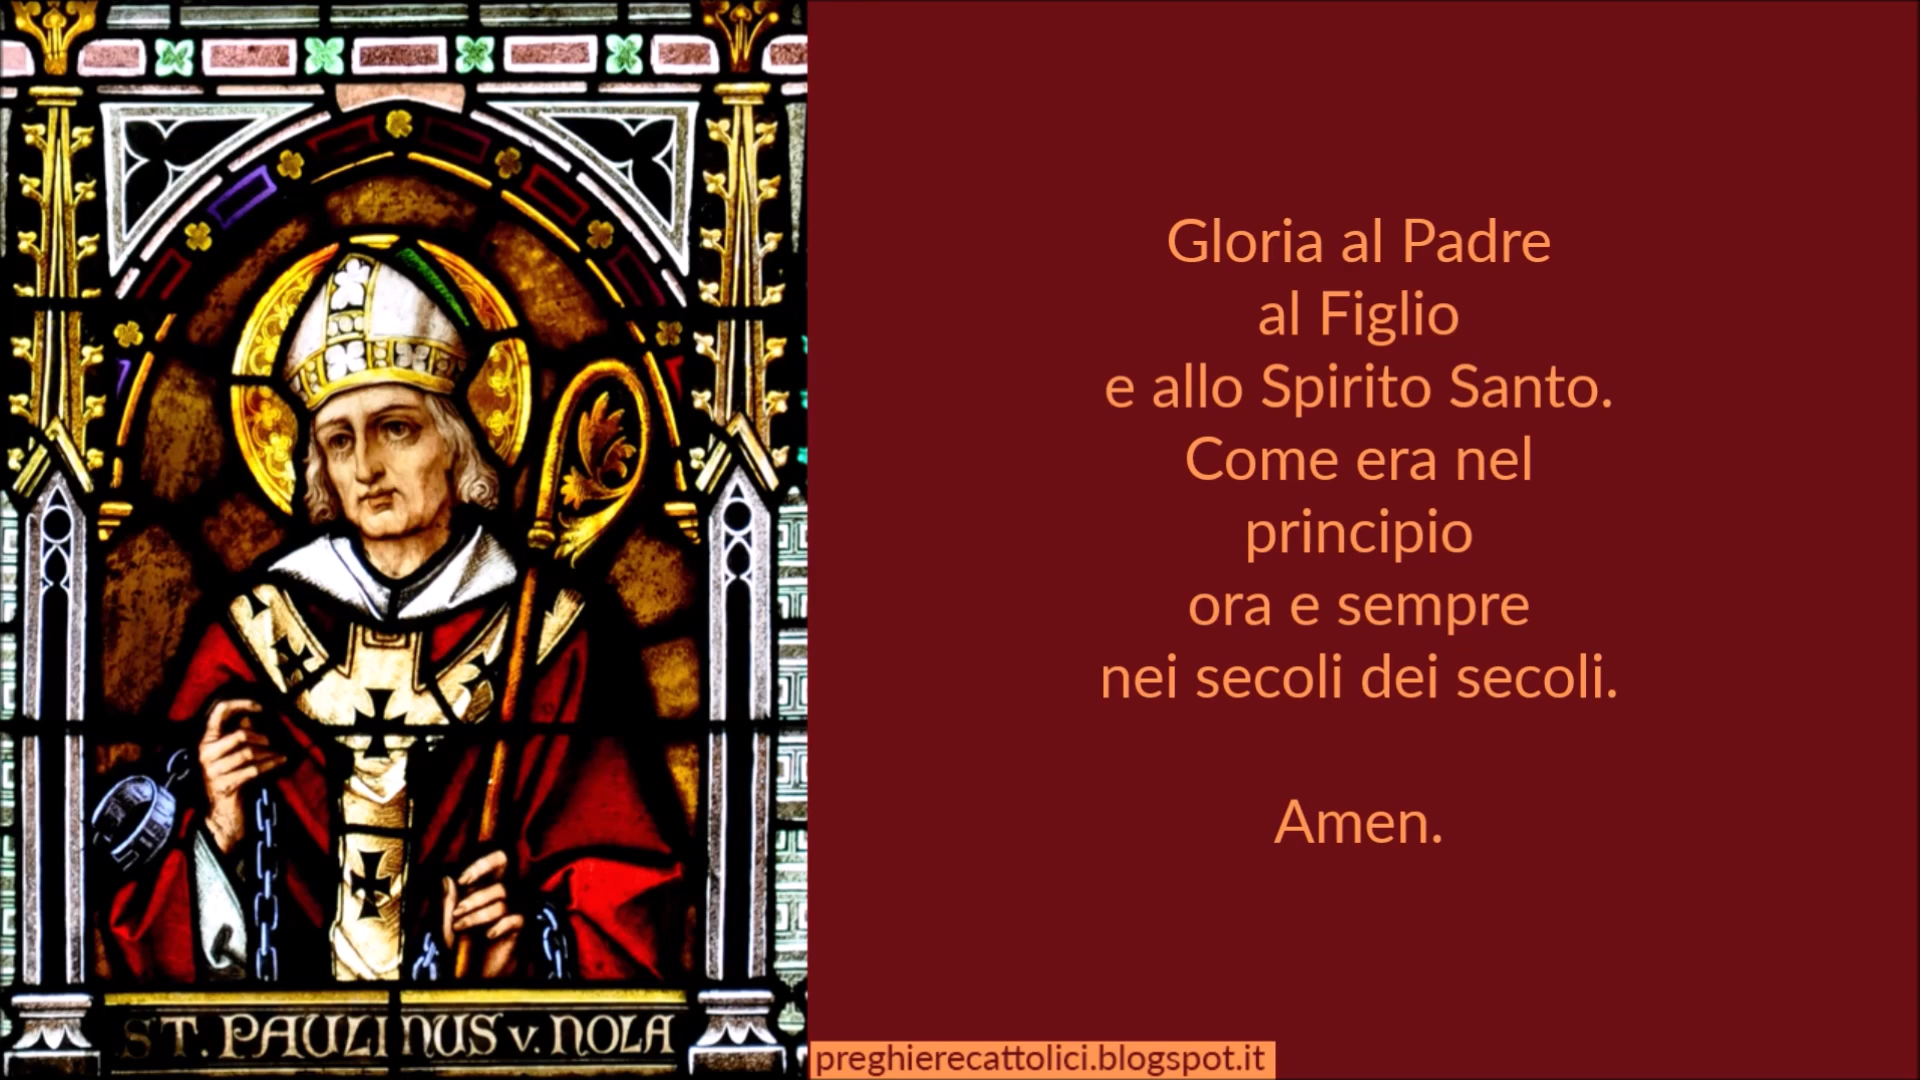 Gloria al Padre
al Figlio
e allo Spirito Santo.
Come era nel
principio
ora e sempre
nei secoli dei secoli.
Amen.
ST. PAULINUS v. NOLA
preghierecattolici.blogspot.it